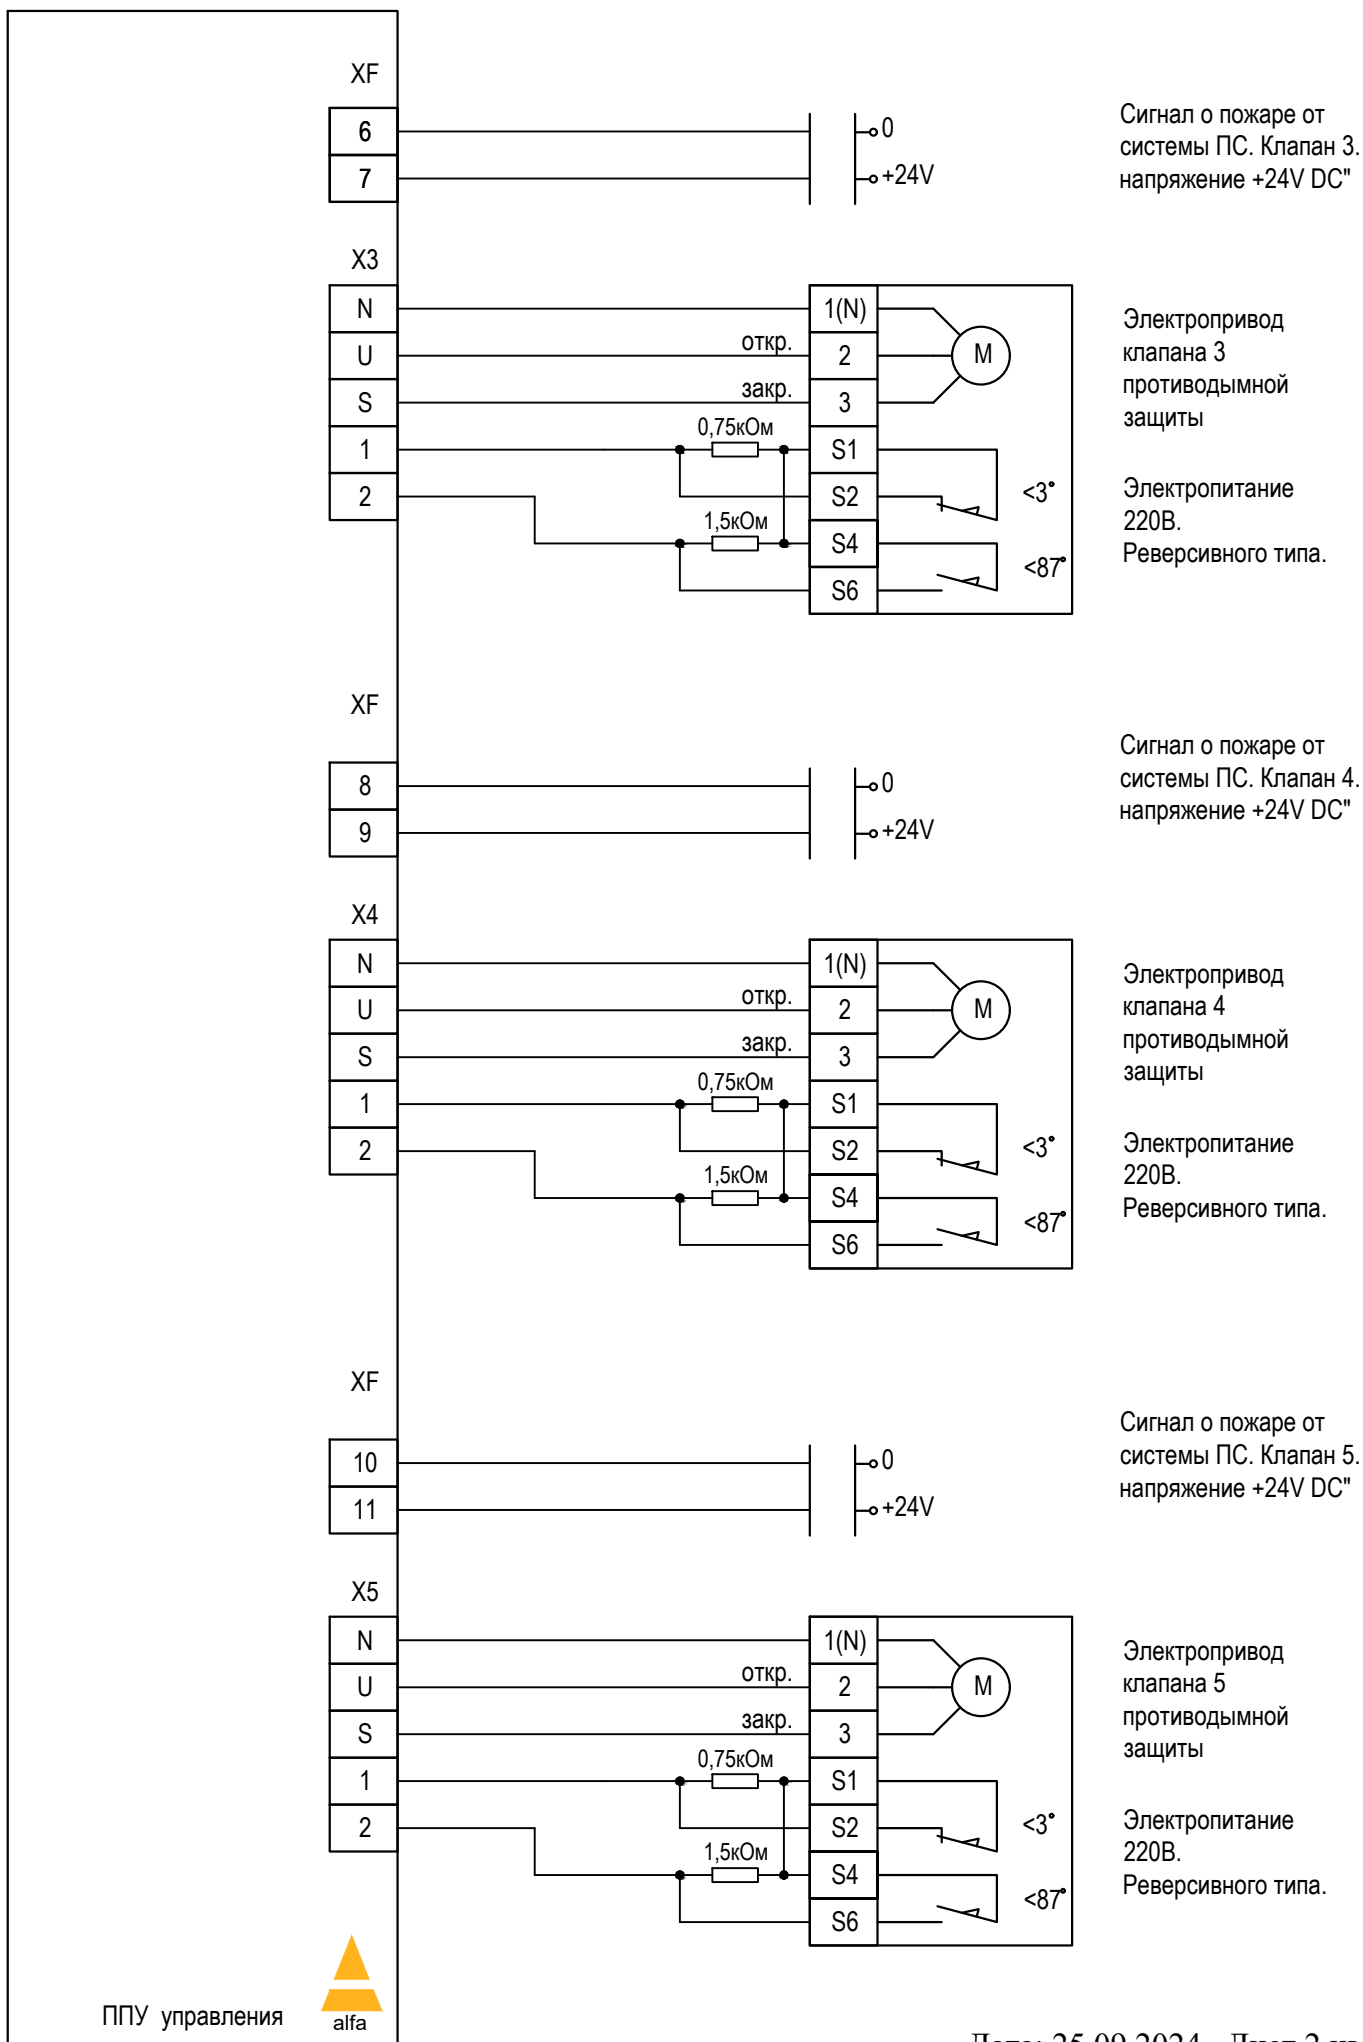 XF
6
7
0
+24V
Сигнал о пожаре от
системы ПС. Клапан 3.
напряжение +24V DC"
X3
N
U
S
1
2
откр.
закр.
0,75кОм
1,5кОм
1(N)
2
3
S1
S2
S4
S6
M
<3°
<87°
Электропривод
клапана 3
противодымной
защиты
Электропитание
220В.
Реверсивного типа.
XF
8
9
0
+24V
Сигнал о пожаре от
системы ПС. Клапан 4.
напряжение +24V DC"
X4
N
U
S
1
2
откр.
закр.
0,75кОм
1,5кОм
1(N)
2
3
S1
S2
S4
S6
M
<3°
<87°
Электропривод
клапана 4
противодымной
защиты
Электропитание
220В.
Реверсивного типа.
XF
10
11
0
+24V
Сигнал о пожаре от
системы ПС. Клапан 5.
напряжение +24V DC"
X5
N
U
S
1
2
откр.
закр.
0,75кОм
1,5кОм
1(N)
2
3
S1
S2
S4
S6
M
<3°
<87°
Электропривод
клапана 5
противодымной
защиты
Электропитание
220В.
Реверсивного типа.
ППУ управления
alfa
Дата: 25.09.2024 Лист 2